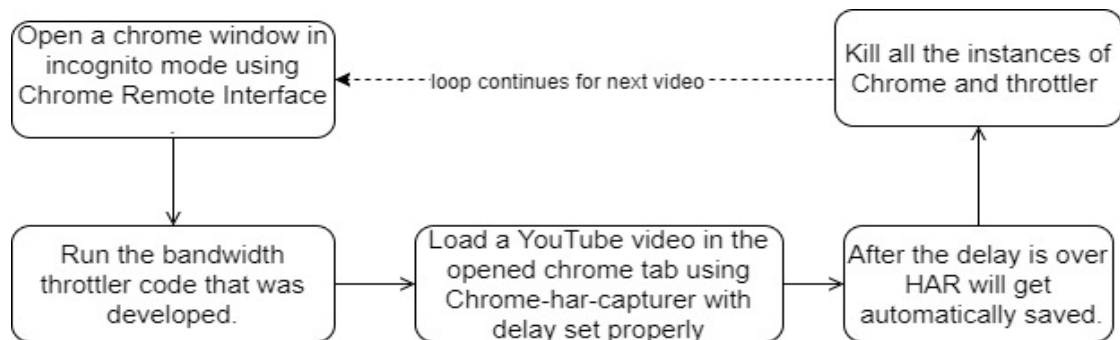 Open a chrome window in
incognito mode using
Chrome Remote Interface
.
loop continues for next video
Kill all the instances of
Chrome and throttler
Run the bandwidth
throttler code that was
developed.
Load a YouTube video in the
opened chrome tab using
Chrome-har-capturer with
delay set properly
After the delay is over
HAR will get
automatically saved.